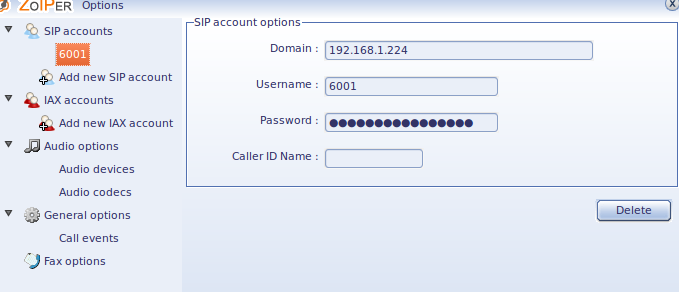 ZOIPER Options
SIP accounts
6001
Add new SIP account
IAX accounts
Add new IAX account
Audio options
Audio devices
Audio codecs
General options
Call events
Fax options
SIP account options
Domain : 192.168.1.224
Username : 6001
Password : ●●●●●●●●●●●●●●●●
Caller ID Name :
Delete